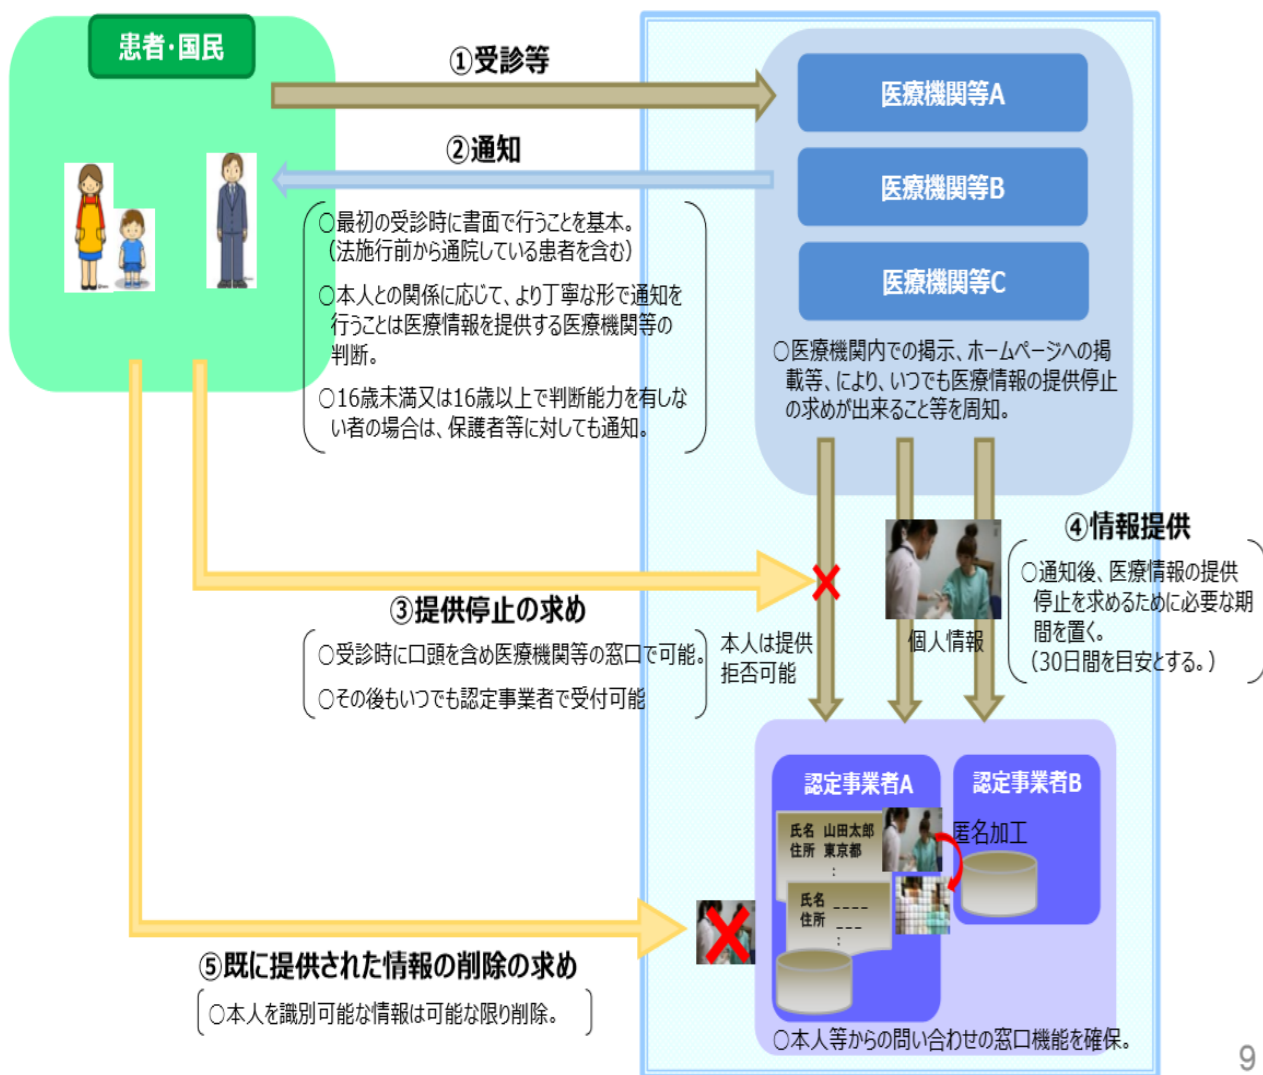 患者・国民
①受診等
②通知
○最初の受診時に書面で行うことを基本。
（法施行前から通院している患者を含む）
○本人との関係に応じて、より丁寧な形で通知を
行うことは医療情報を提供する医療機関等の
判断。
○16歳未満又は16歳以上で判断能力を有しな
い者の場合は、保護者等に対しても通知。
医療機関等A
医療機関等B
医療機関等C
○医療機関内での掲示、ホームページへの掲
載等、により、いつでも医療情報の提供停止
の求めが出来ること等を周知。
③提供停止の求め
○受診時に口頭を含め医療機関等の窓口で可能。
○その後もいつでも認定事業者で受付可能
本人は提供
拒否可能
個人情報
④情報提供
○通知後、医療情報の提供
停止を求めるために必要な期
間を置く。
（30日間を目安とする。）
認定事業者A
氏名 山田太郎
住所 東京都
：
氏名 ____
住所 ___
：
匿名加工
認定事業者B
○本人等からの問い合わせの窓口機能を確保。
⑤既に提供された情報の削除の求め
○本人を識別可能な情報は可能な限り削除。
9